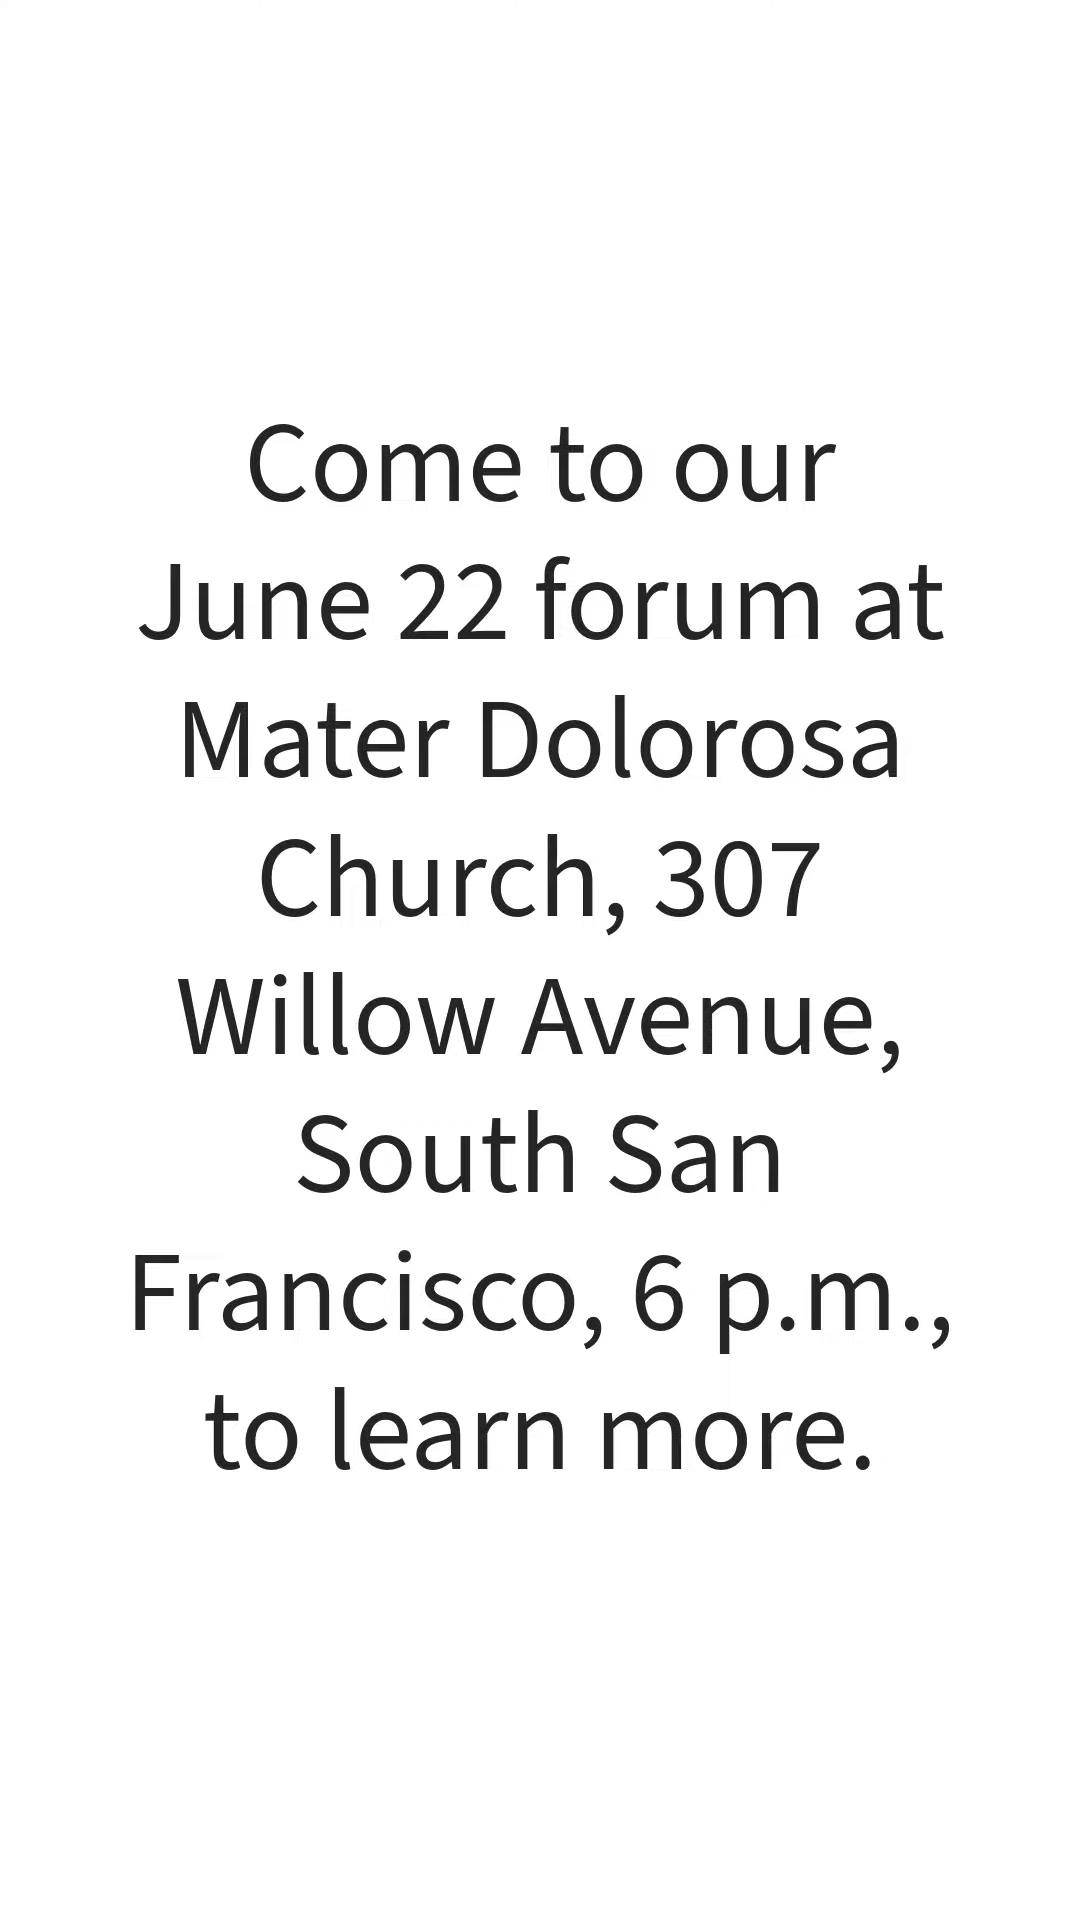 Come to our
June 22 forum at
Mater Dolorosa
Church, 307
Willow Avenue,
South San
Francisco, 6 p.m.,
to learn more.